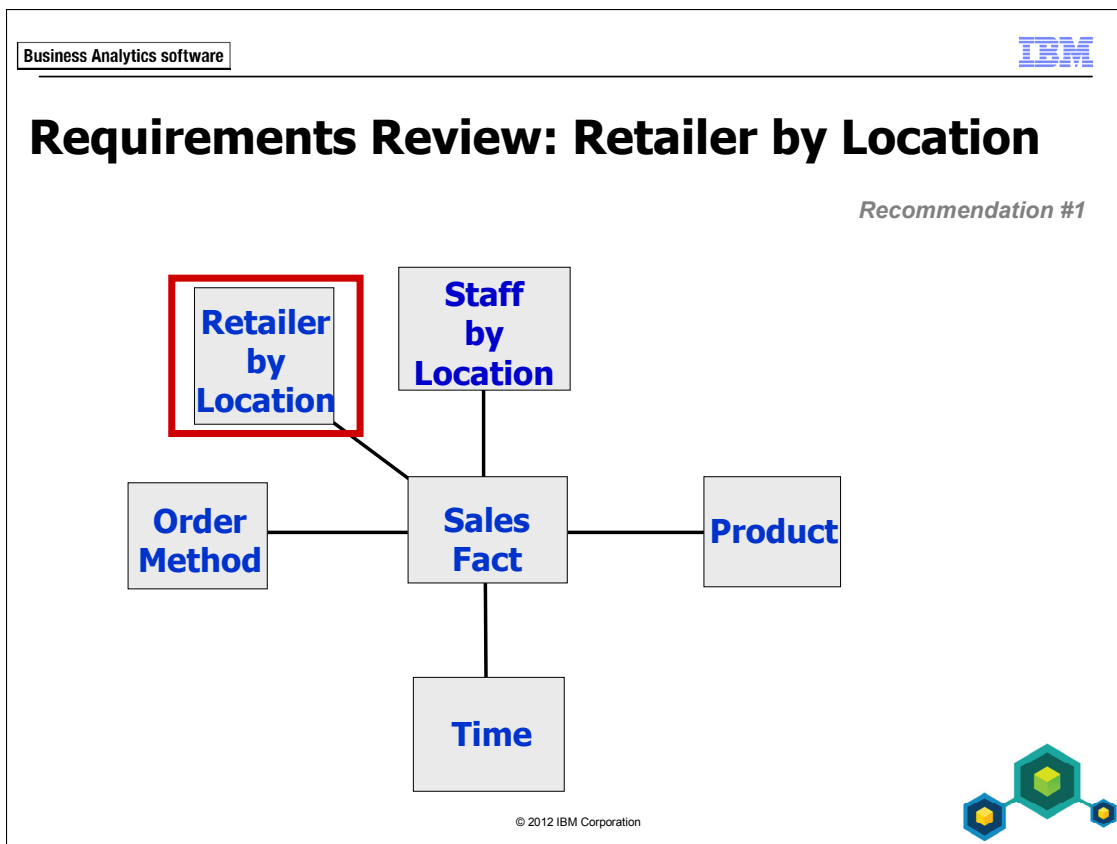 Business Analytics software
IBM
Requirements Review: Retailer by Location
Recommendation #1
Retailer
by
Location
Staff
by
Location
Order
Method
Sales
Fact
Product
Time
© 2012 IBM Corporation